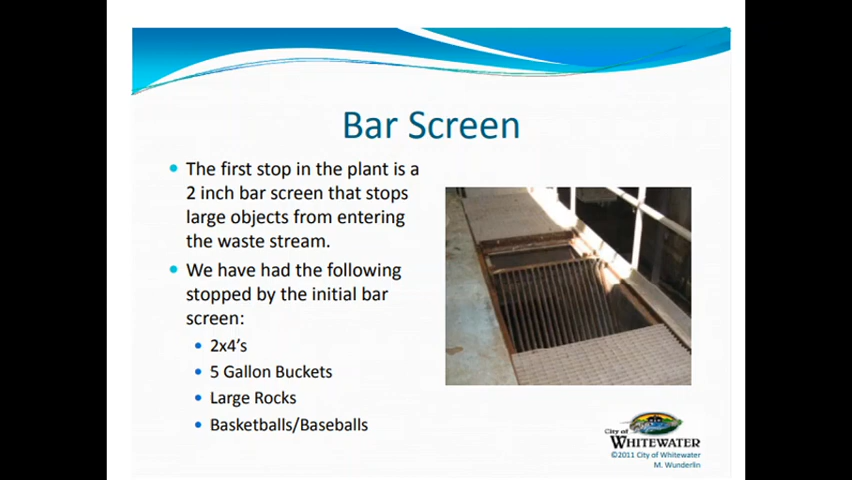 Bar Screen
The first stop in the plant is a
2 inch bar screen that stops
large objects from entering
the waste stream.
We have had the following
stopped by the initial bar
screen:
2x4’s
5 Gallon Buckets
Large Rocks
Basketballs/Baseballs
City of
WHITEWATER
©2011 City of Whitewater
M. Wunderlin